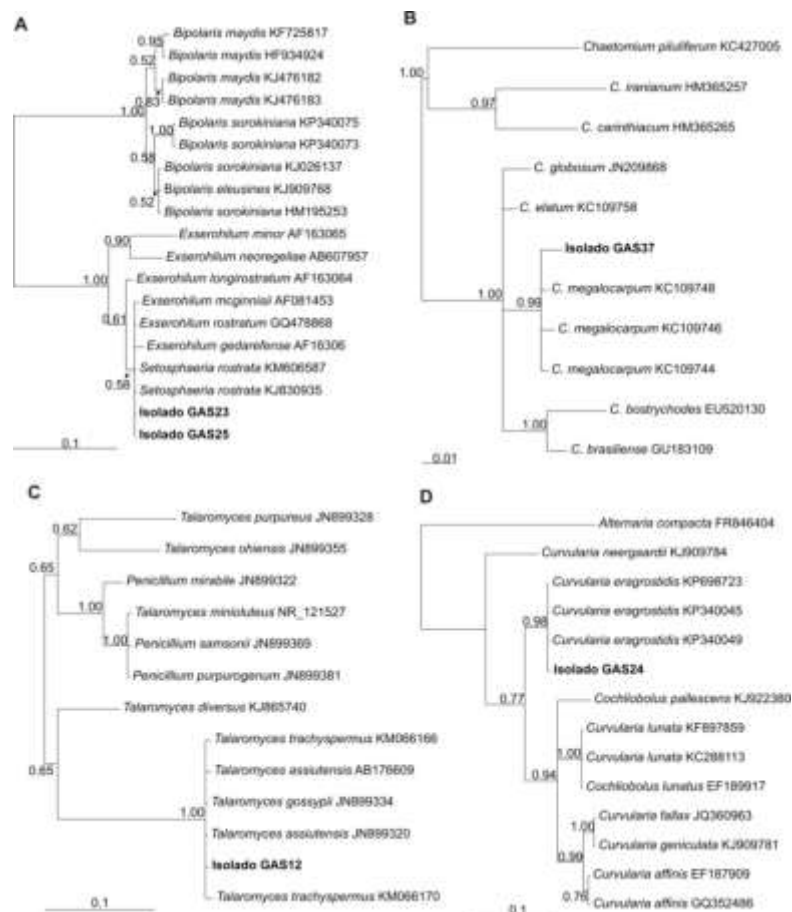 A
Bipolaris maydis KF725817
0.95
Bipolaris maydis HF934924
0.52
Bipolaris maydis KJ476182
0.83
Bipolaris maydis KJ476183
1.00
Bipolaris sorokiniana KP340075
1.00
Bipolaris sorokiniana KP340073
0.58
Bipolaris sorokiniana KJ026137
Bipolaris eleusines KJ909768
0.52
Bipolaris sorokiniana HM195253
Exserohilum minor AF163065
0.90
Exserohilum neoregeliae AB607957
1.00
Exserohilum longirostratum AF163064
Exserohilum mcginnisii AF081453
0.61
Exserohilum rostratum GQ478868
Exserohilum gedarefense AF16306
Setosphaeria rostrata KM606587
0.58
Setosphaeria rostrata KJ830935
Isolado GAS23
Isolado GAS25
0.1
B
Chaetomium piluliferum KC427005
1.00
C. iranianum HM365257
0.97
C. carinthiacum HM365265
C. globosum JN209868
C. elatum KC109758
Isolado GAS37
1.00
0.99
C. megalocarpum KC109748
C. megalocarpum KC109746
C. megalocarpum KC109744
C. bostrychodes EU520130
1.00
C. brasiliense GU183109
0.01
C
Talaromyces purpureus JN899328
0.62
Talaromyces ohiensis JN899355
0.65
Penicillium mirabile JN899322
1.00
Talaromyces minioluteus NR_121527
1.00
Penicillium samsonii JN899369
Penicillium purpurogenum JN899381
Talaromyces diversus KJ865740
0.65
Talaromyces trachyspermus KM066166
Talaromyces assiutensis AB176609
1.00
Talaromyces gossypii JN899334
Talaromyces assiutensis JN899320
Isolado GAS12
Talaromyces trachyspermus KM066170
0.1
D
Alternaria compacta FR846404
Curvularia neergaardii KJ909784
Curvularia eragrostidis KP698723
0.98
Curvularia eragrostidis KP340045
Curvularia eragrostidis KP340049
Isolado GAS24
0.77
Cochliobolus pallescens KJ922380
Curvularia lunata KF897859
1.00
Curvularia lunata KC288113
0.94
Cochliobolus lunatus EF189917
Curvularia fallax JQ360963
1.00
Curvularia geniculata KJ909781
0.99
Curvularia affinis EF187909
0.76
Curvularia affinis GQ352486
0.1